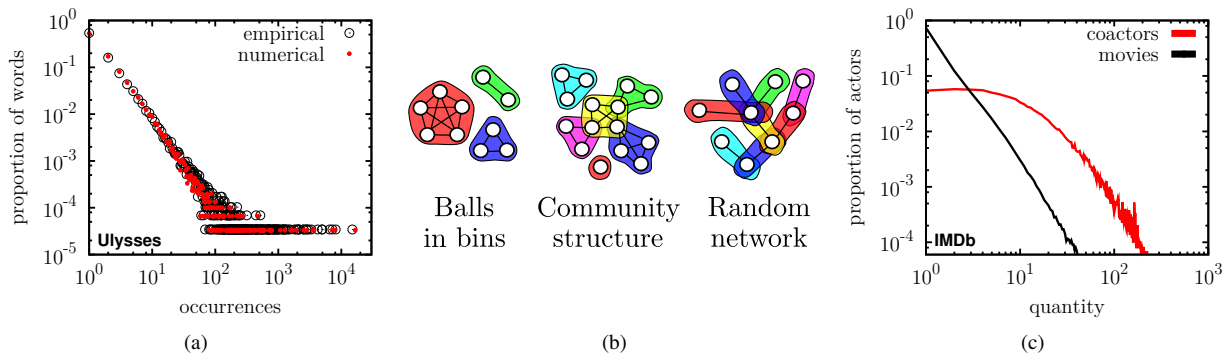 proportion of words
10^0
10^-1
10^-2
10^-3
10^-4
10^-5
empirical
numerical
Ulysses
10^0 10^1 10^2 10^3 10^4
occurrences
(a)
Balls
in bins
Community
structure
Random
network
(b)
proportion of actors
10^0
10^-1
10^-2
10^-3
10^-4
coactors
movies
IMDb
10^0 10^1 10^2 10^3
quantity
(c)